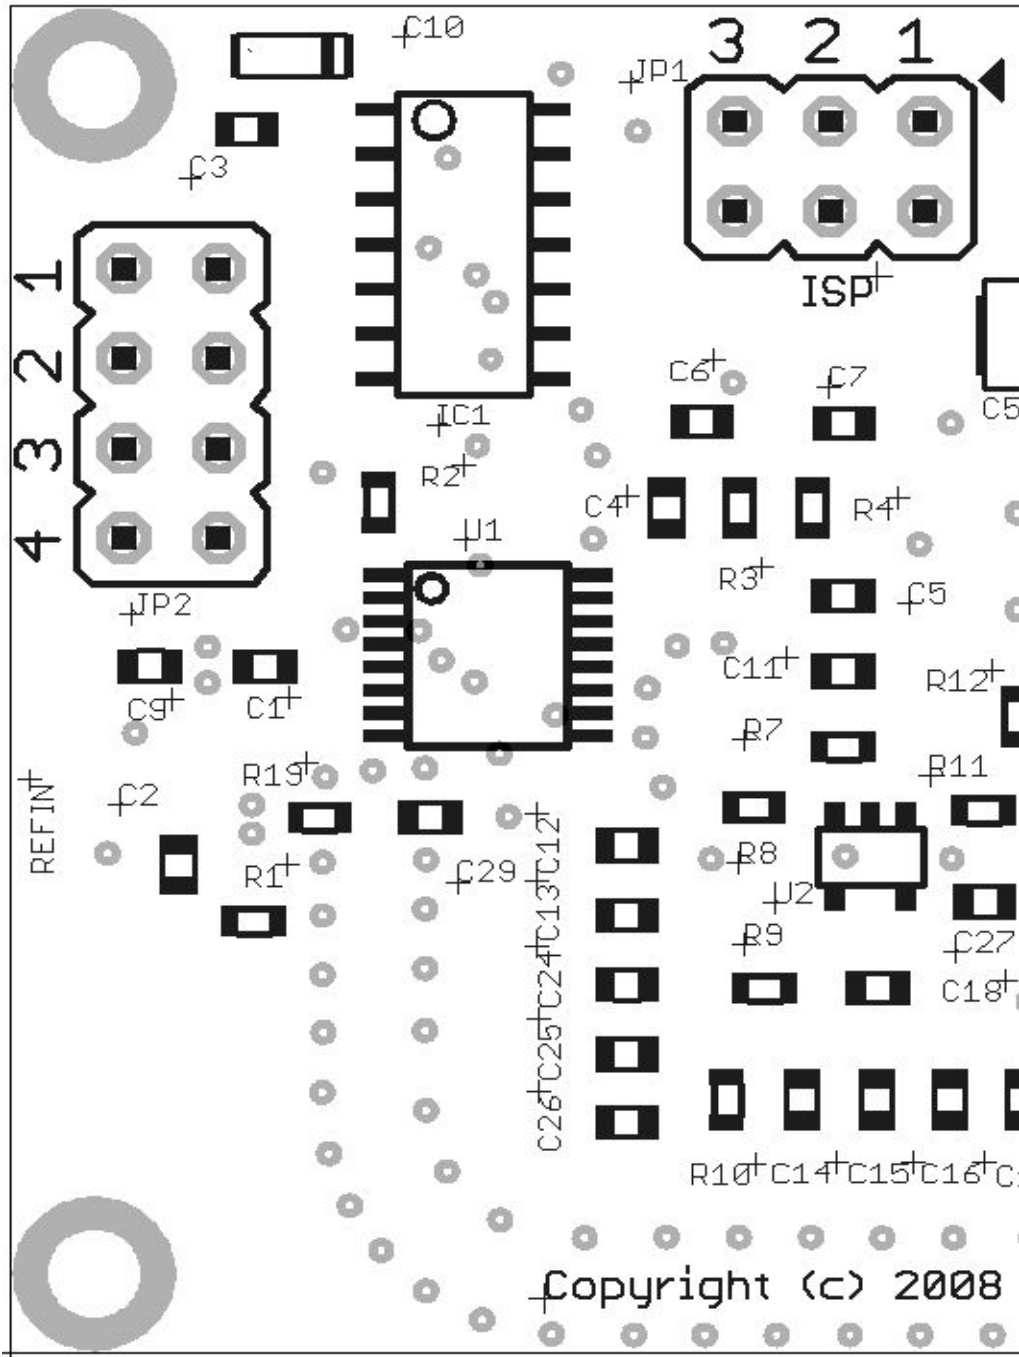 C10
3 2 1
JP1
C3
1
ISP
2
C6
C7
C5
IC1
3
R2
C4
R4
4
U1
R3
C5
JP2
C11
R12
C9
C1
R7
R19
R11
C2
REFIN
C12
R1
C29
R8
U2
C13
R9
C27
C24
C18
C25
C26
R10
C14
C15
C16
Copyright (c) 2008